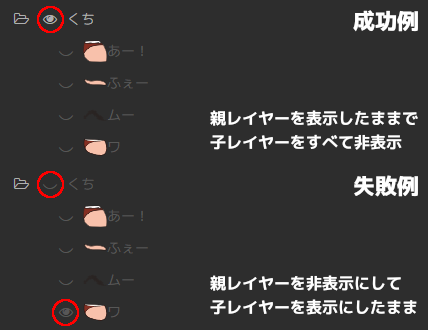 くち
成功例
あー！
ふぇー
ムー
親レイヤーを表示したままで
ワ
子レイヤーをすべて非表示
くち
失敗例
あー！
ふぇー
ムー
親レイヤーを非表示にして
ワ
子レイヤーを表示にしたまま